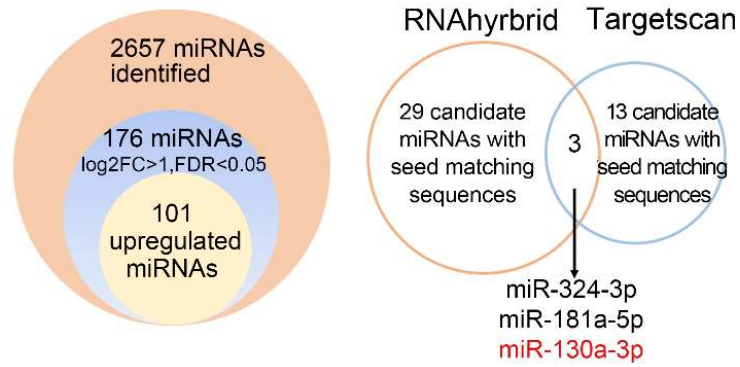 2657 miRNAs
identified
176 miRNAs
log2FC>1,FDR<0.05
101
upregulated
miRNAs
RNAhyrbrid
Targetscan
29 candidate
miRNAs with
seed matching
sequences
3
13 candidate
miRNAs with
seed matching
sequences
miR-324-3p
miR-181a-5p
miR-130a-3p